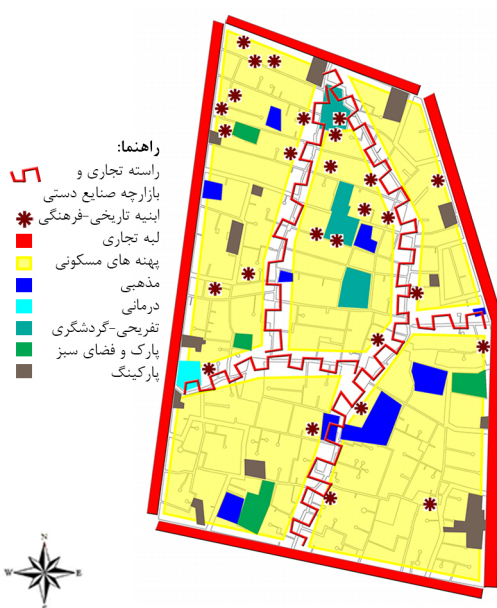 راهنما:
راسته تجاری و
بازارچه صنایع دستی
ابنیه تاریخی-فرهنگی
لبه تجاری
پهنه های مسکونی
مذهبی
درمانی
تفریحی-گردشگری
پارک و فضای سبز
پارکینگ
N
W
E
S